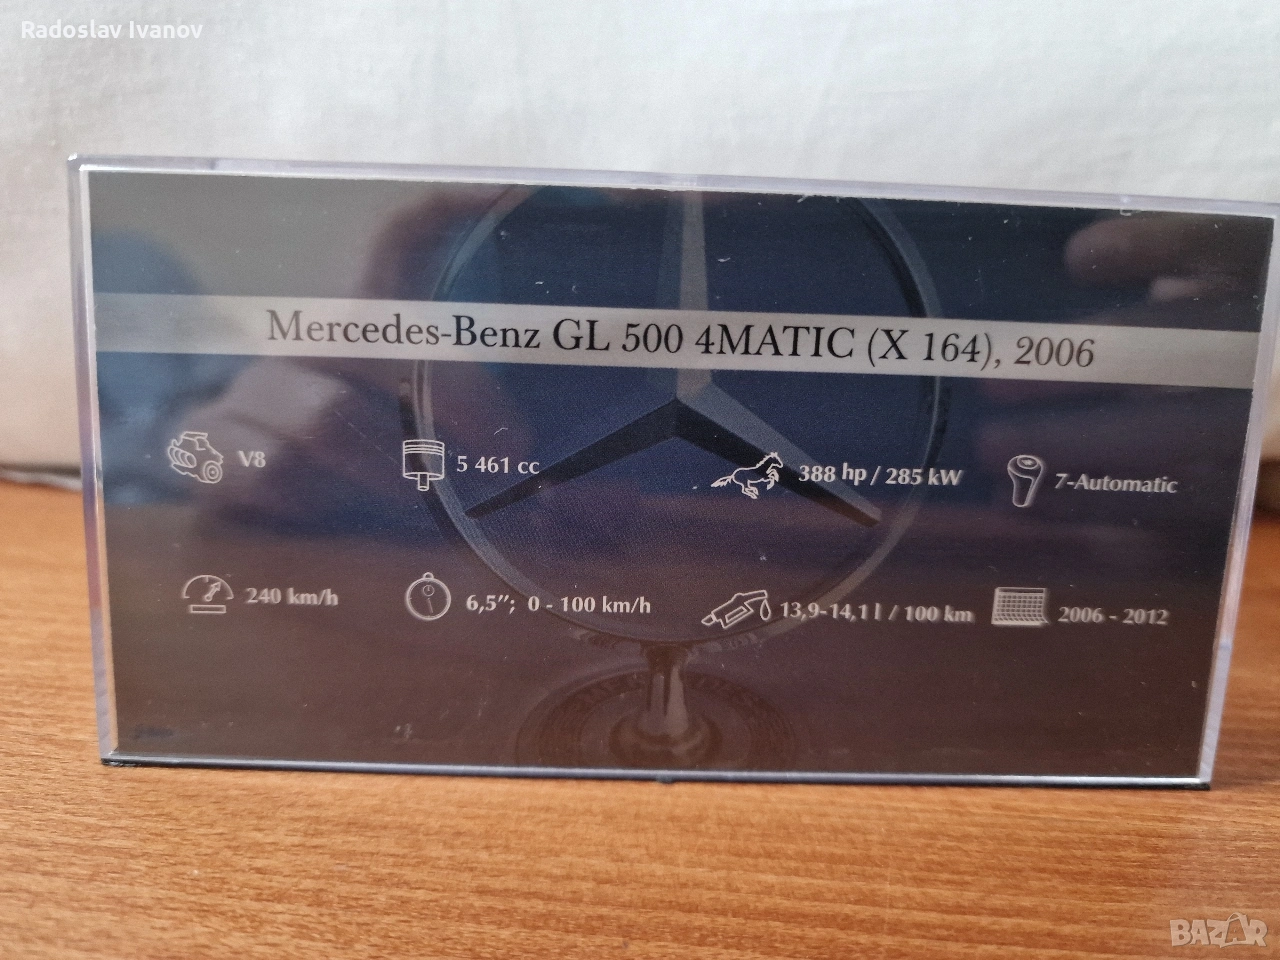 Radoslav Ivanov
Mercedes-Benz GL 500 4MATIC (X 164), 2006
V8
5 461 cc
388 hp / 285 kW
7-Automatic
240 km/h
6,5″; 0 - 100 km/h
13,9-14,1 l / 100 km
2006 - 2012
BAZAR